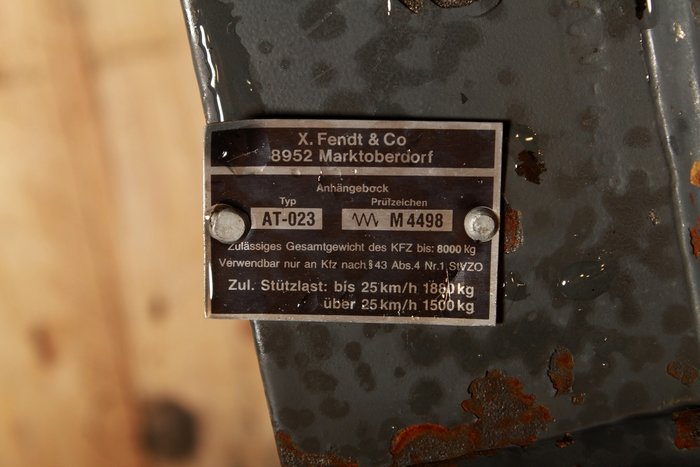 X. Fendt & Co
8952 Marktoberdorf
Anhängebock
Typ Prüfzeichen
AT-023 M 4498
Zulässiges Gesamtgewicht des KFZ bis: 8000 kg
Verwendbar nur an Kfz nach § 43 Abs.4 Nr.1 StVZO
Zul. Stützlast: bis 25 km/h 1880 kg
über 25 km/h 1500 kg